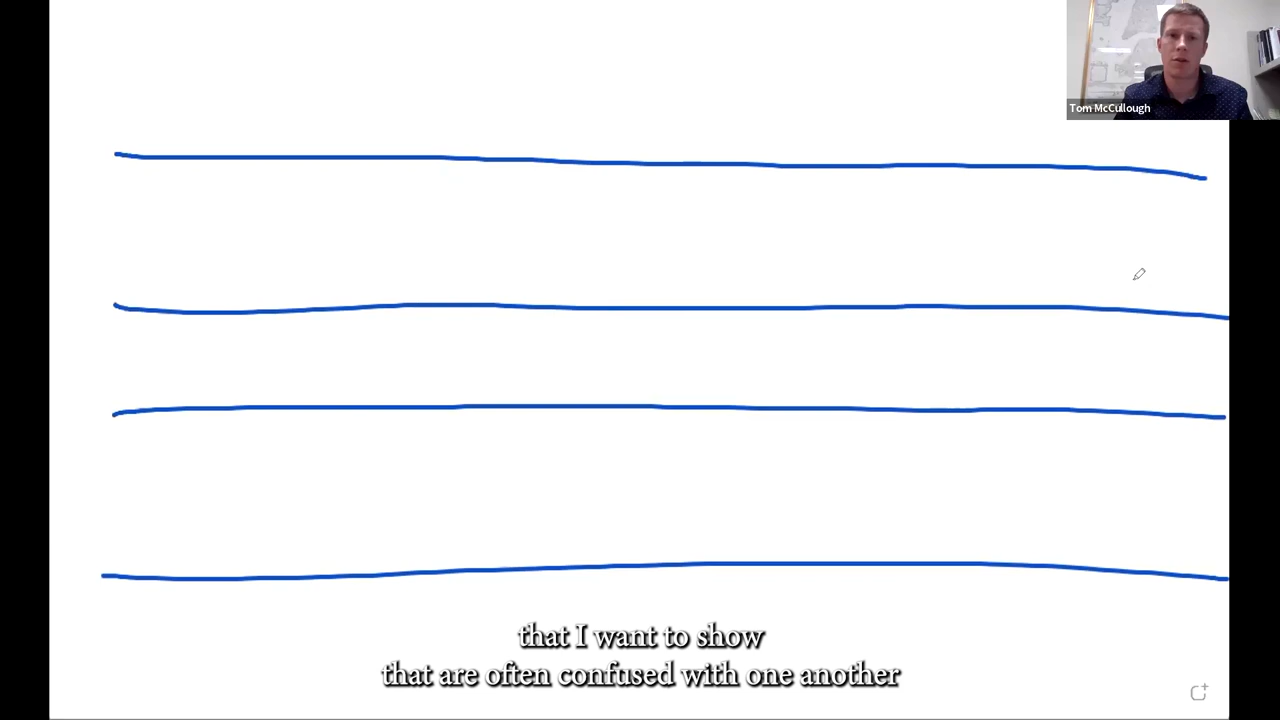 Tom McCullough
that I want to show
that are often confused with one another